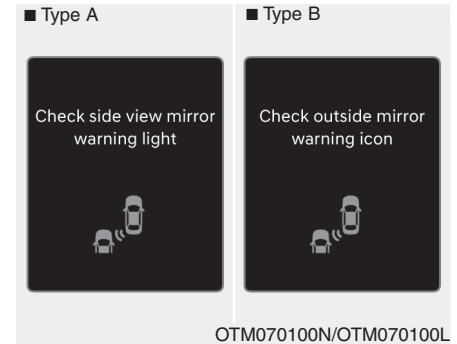 ■ Type A
■ Type B
Check side view mirror
warning light
Check outside mirror
warning icon
OTM070100N/OTM070100L